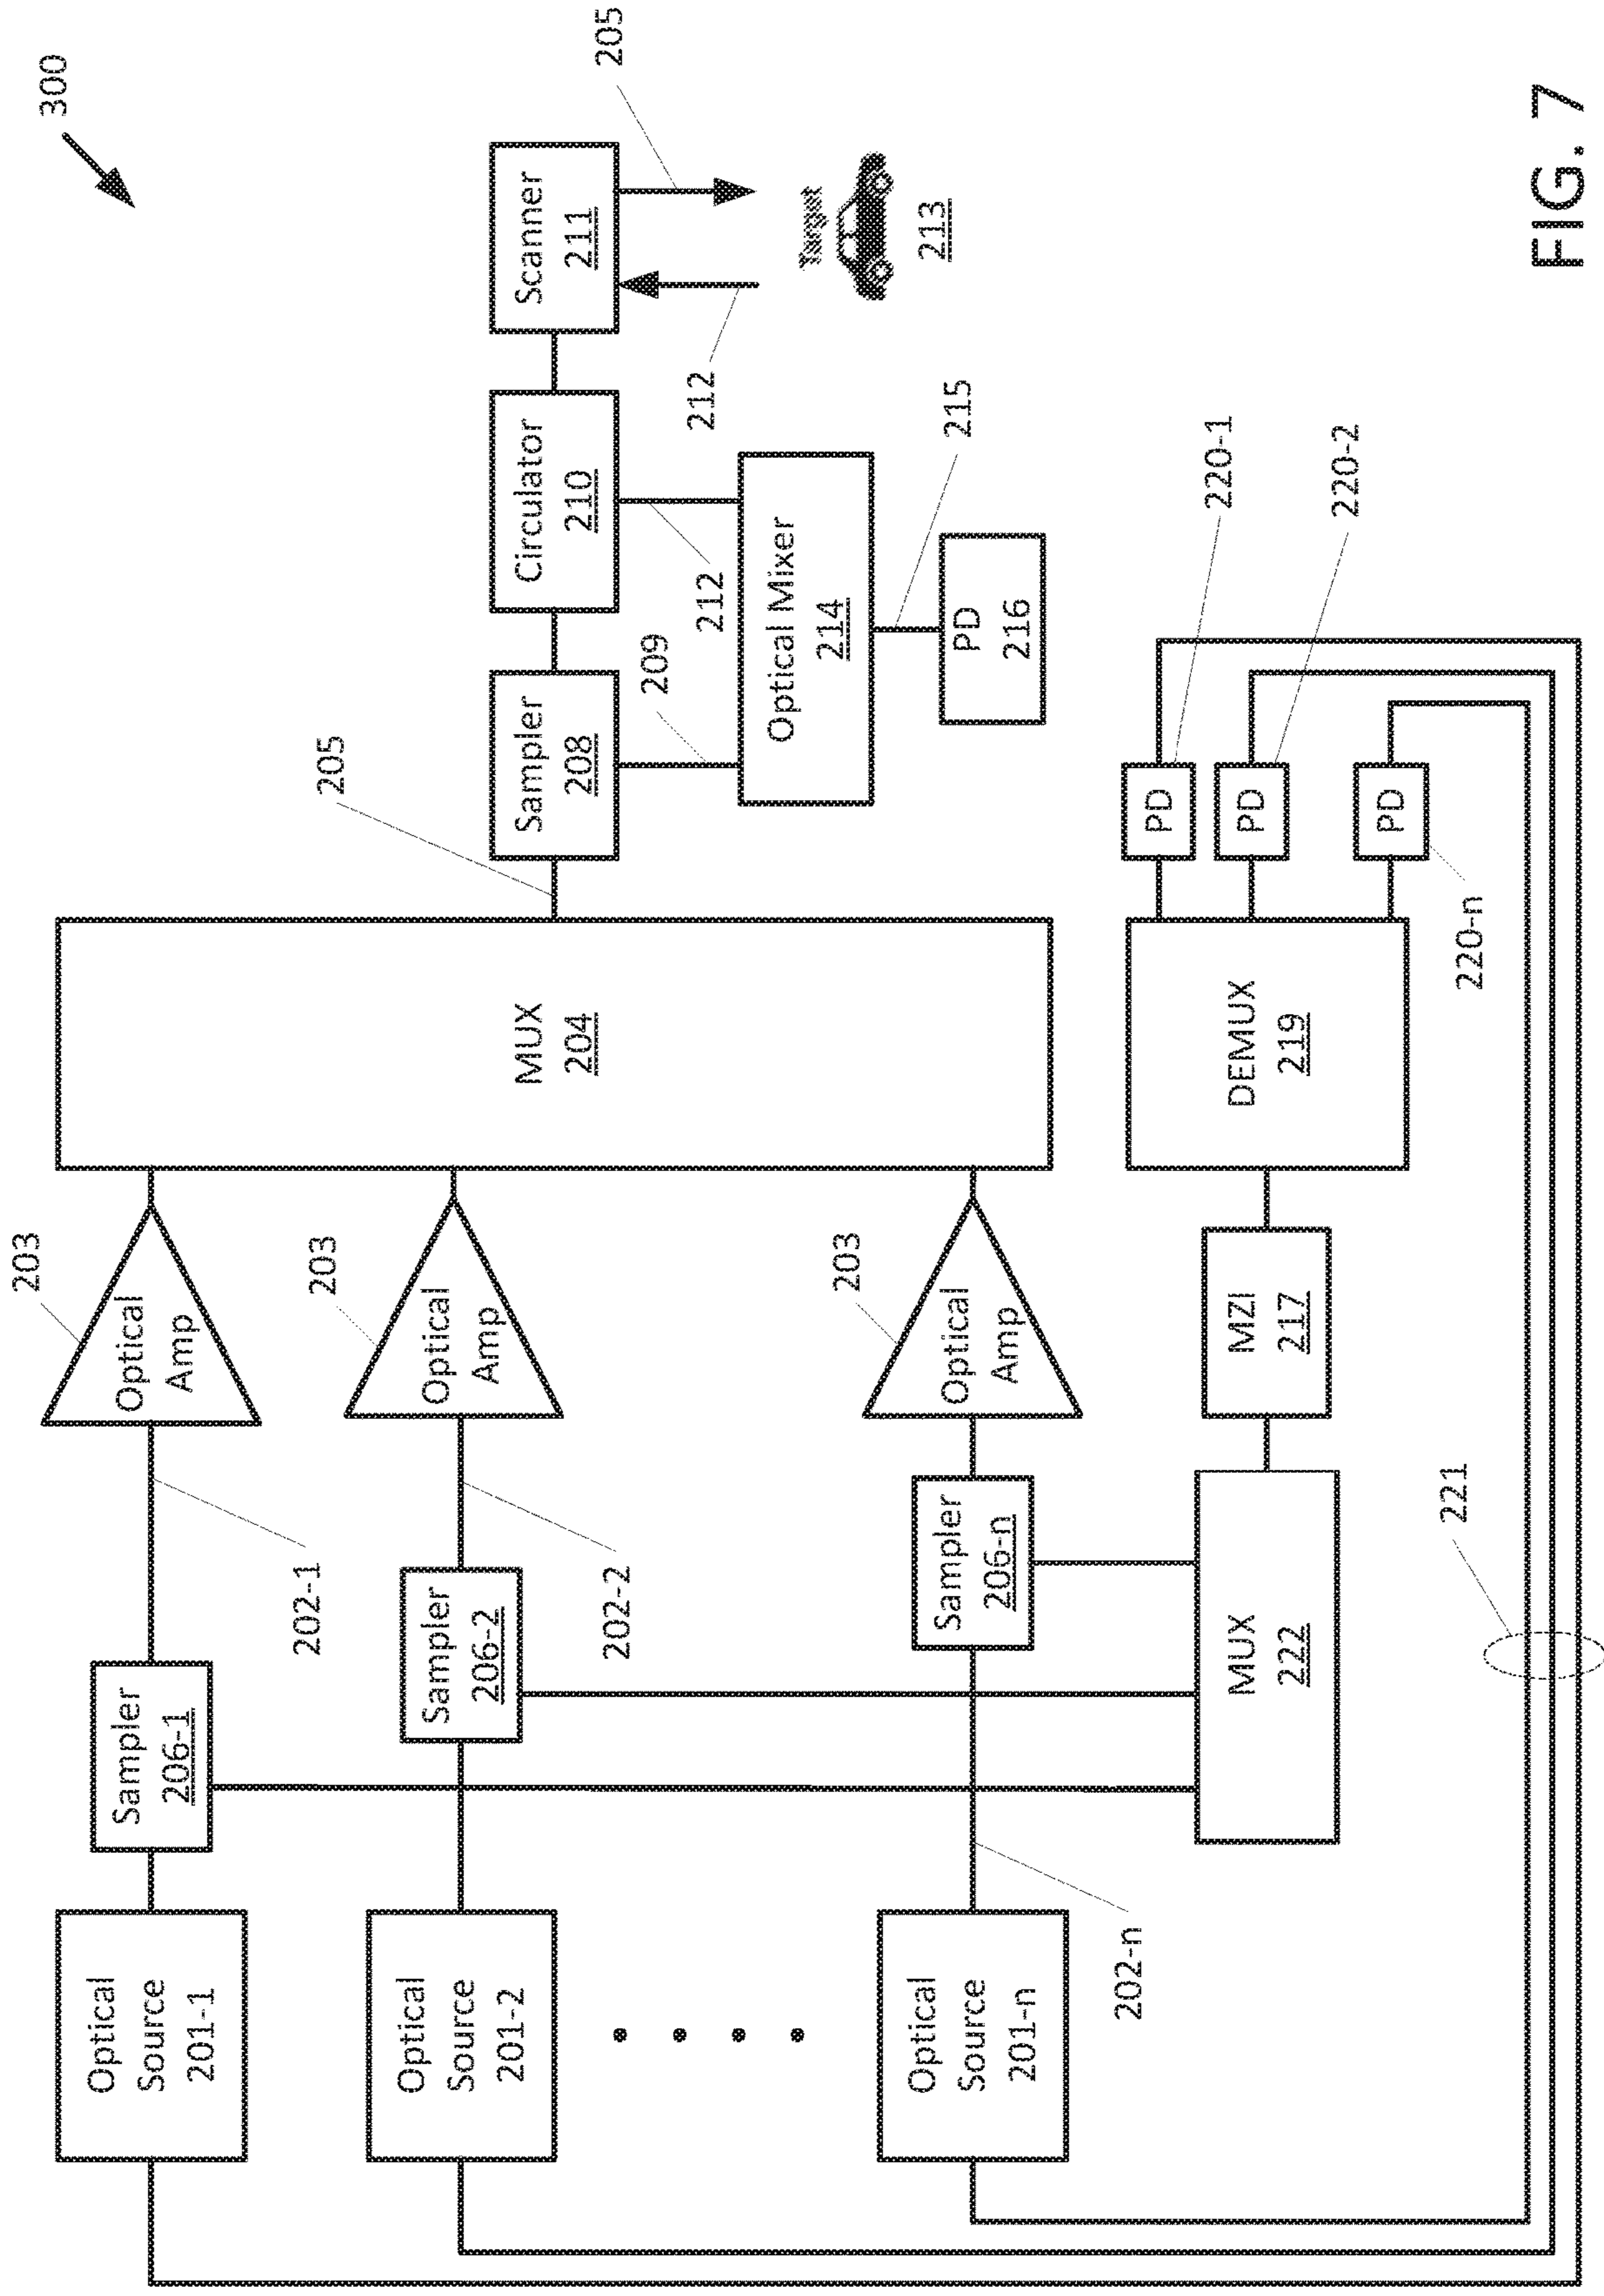 300
203
203
203
205
205
Optical
Source
201-1
Sampler
206-1
202-1
Optical
Amp
Optical
Source
201-2
Sampler
206-2
202-2
Optical
Amp
Optical
Source
201-n
202-n
Sampler
206-n
Optical
Amp
MUX
204
Sampler
208
Circulator
210
Scanner
211
209
212
212
Target
213
Optical Mixer
214
215
PD
216
MUX
222
MZI
217
DEMUX
219
PD
PD
PD
220-1
220-2
220-n
221
FIG. 7